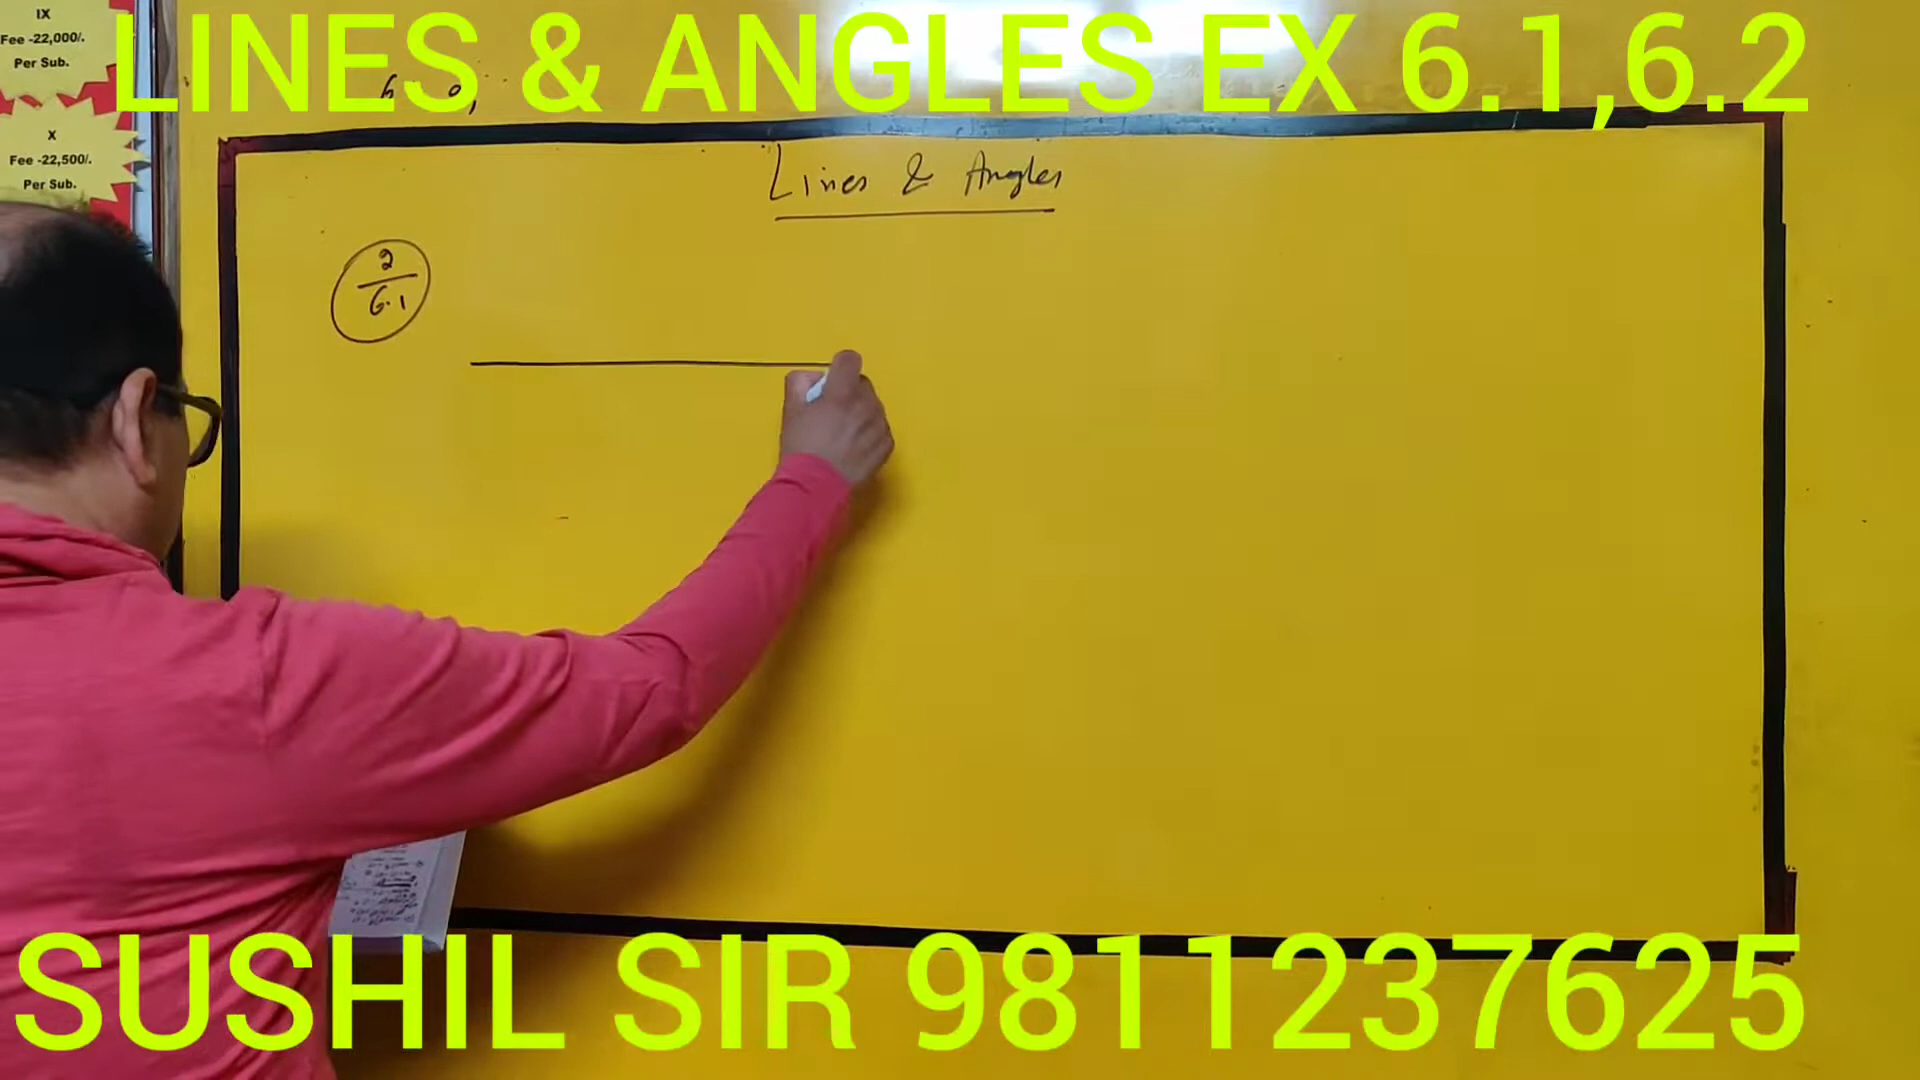 IX
Fee -22,000/.
Per Sub.
LINES & ANGLES EX 6.1,6.2
X
Fee -22,500/.
Per Sub.
Lines & Angles
2
6.1
SUSHIL SIR 9811237625